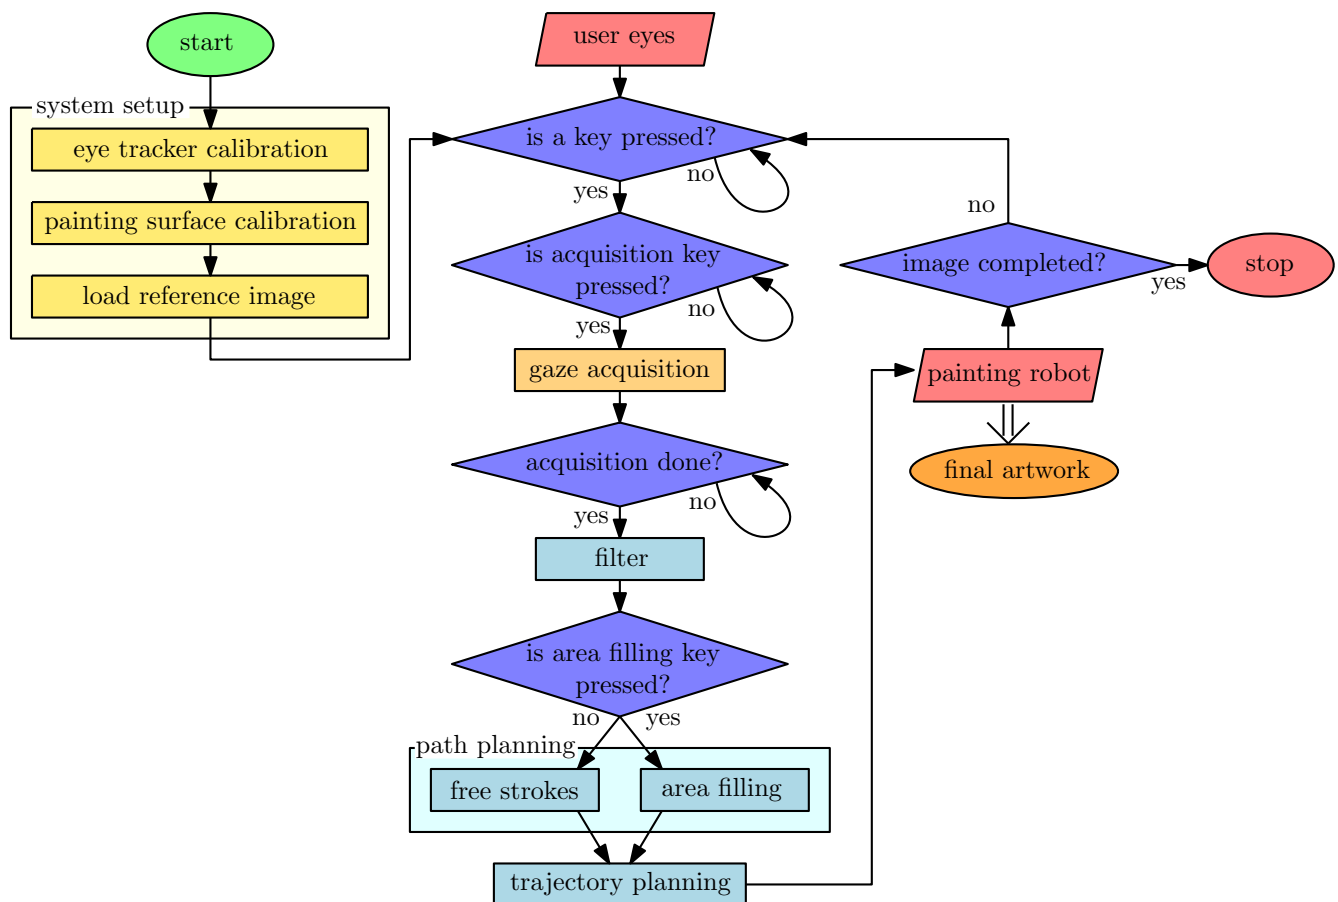 start
system setup
eye tracker calibration
painting surface calibration
load reference image
user eyes
is a key pressed?
no
yes
is acquisition key
pressed?
no
yes
gaze acquisition
acquisition done?
no
yes
filter
is area filling key
pressed?
no
yes
path planning
free strokes
area filling
trajectory planning
no
image completed?
yes
stop
painting robot
final artwork